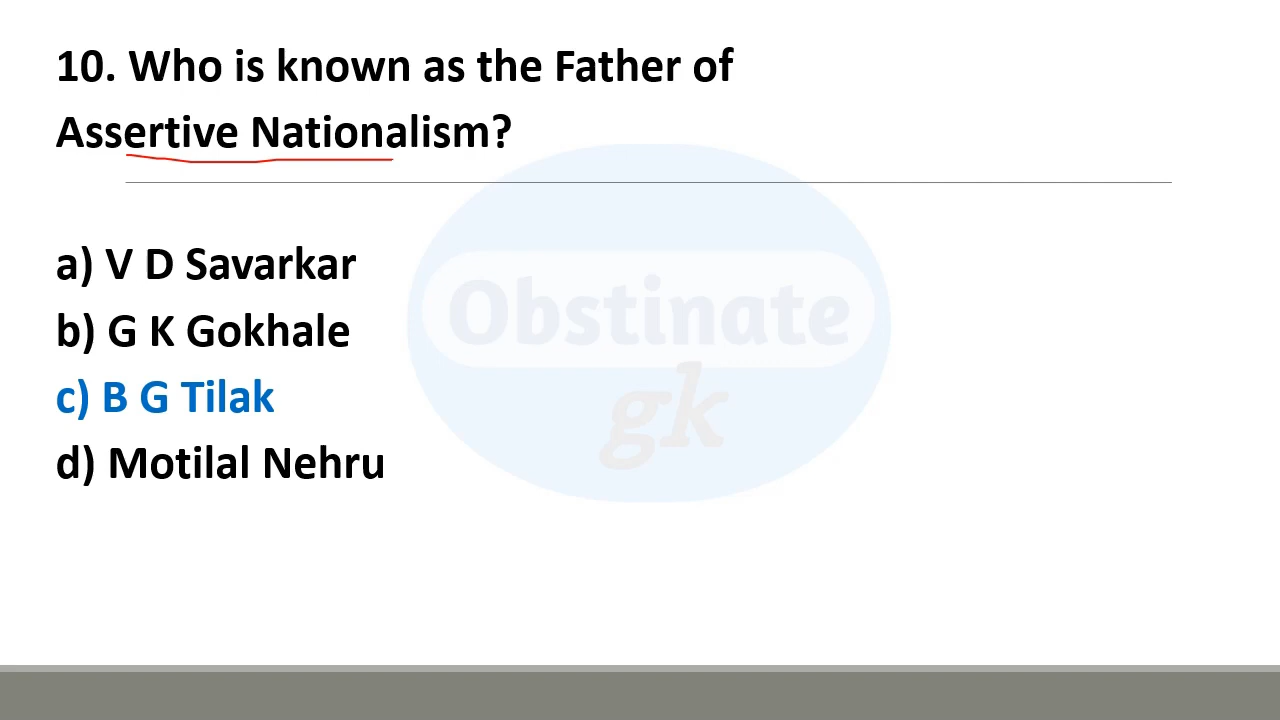 10. Who is known as the Father of
Assertive Nationalism?
a) V D Savarkar
b) G K Gokhale
c) B G Tilak
d) Motilal Nehru
Obstinate
gk